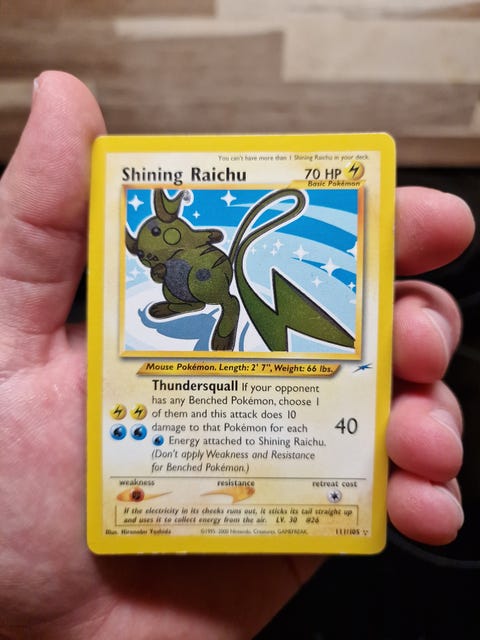 You can't have more than 1 Shining Raichu in your deck.
Shining Raichu
70 HP
Basic Pokémon
Mouse Pokémon. Length: 2' 7", Weight: 66 lbs.
Thundersquall If your opponent
has any Benched Pokémon, choose 1
of them and this attack does 10
damage to that Pokémon for each
Energy attached to Shining Raichu.
(Don't apply Weakness and Resistance
for Benched Pokémon.)
40
weakness
resistance
retreat cost
If the electricity in its cheeks runs out, it sticks its tail straight up
and uses it to collect energy from the air. LV. 30 #26
Illus. Hironobu Yoshida
©1995-2000 Nintendo, Creatures, GAMEFREAK.
111/105